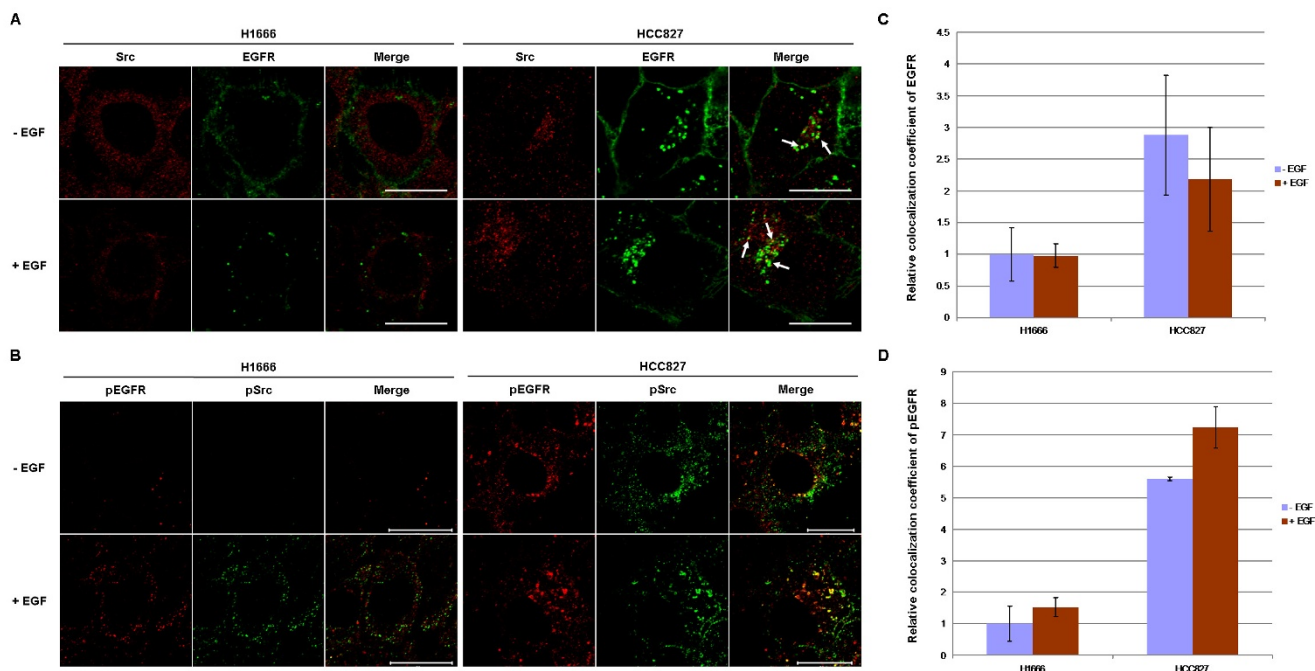 A
H1666
HCC827
Src EGFR Merge Src EGFR Merge
- EGF
+ EGF
B
H1666
HCC827
pEGFR pSrc Merge pEGFR pSrc Merge
- EGF
+ EGF
C
Relative colocalization coefficient of EGFR
4.5
4
3.5
3
2.5
2
1.5
1
0.5
0
H1666 HCC827
- EGF
+ EGF
D
Relative colocalization coefficient of pEGFR
9
8
7
6
5
4
3
2
1
0
H1666 HCC827
- EGF
+ EGF